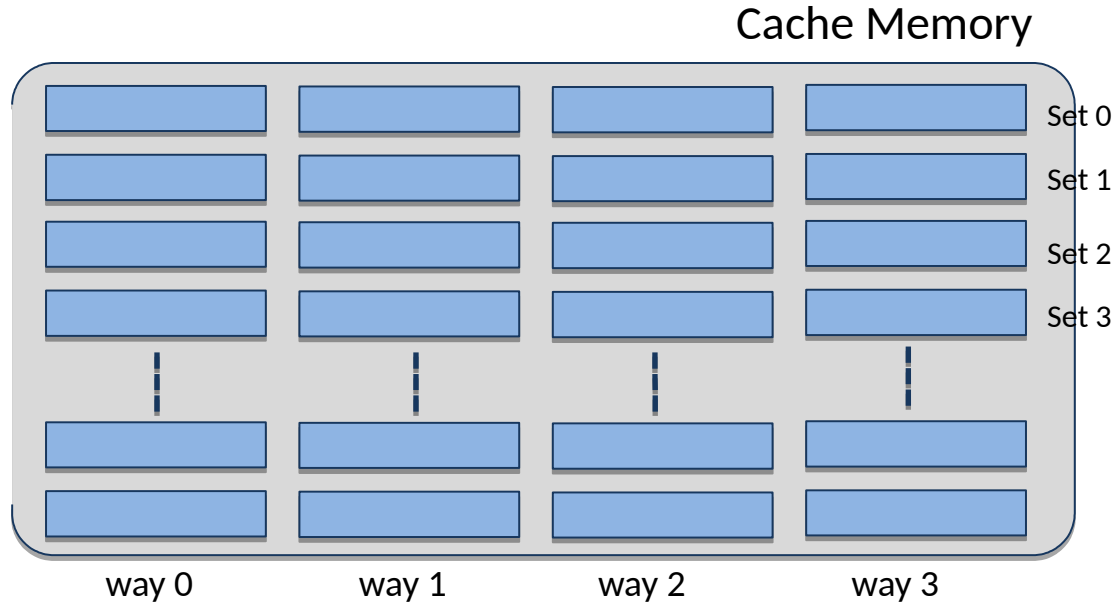 Cache Memory
Set 0
Set 1
Set 2
Set 3
way 0
way 1
way 2
way 3